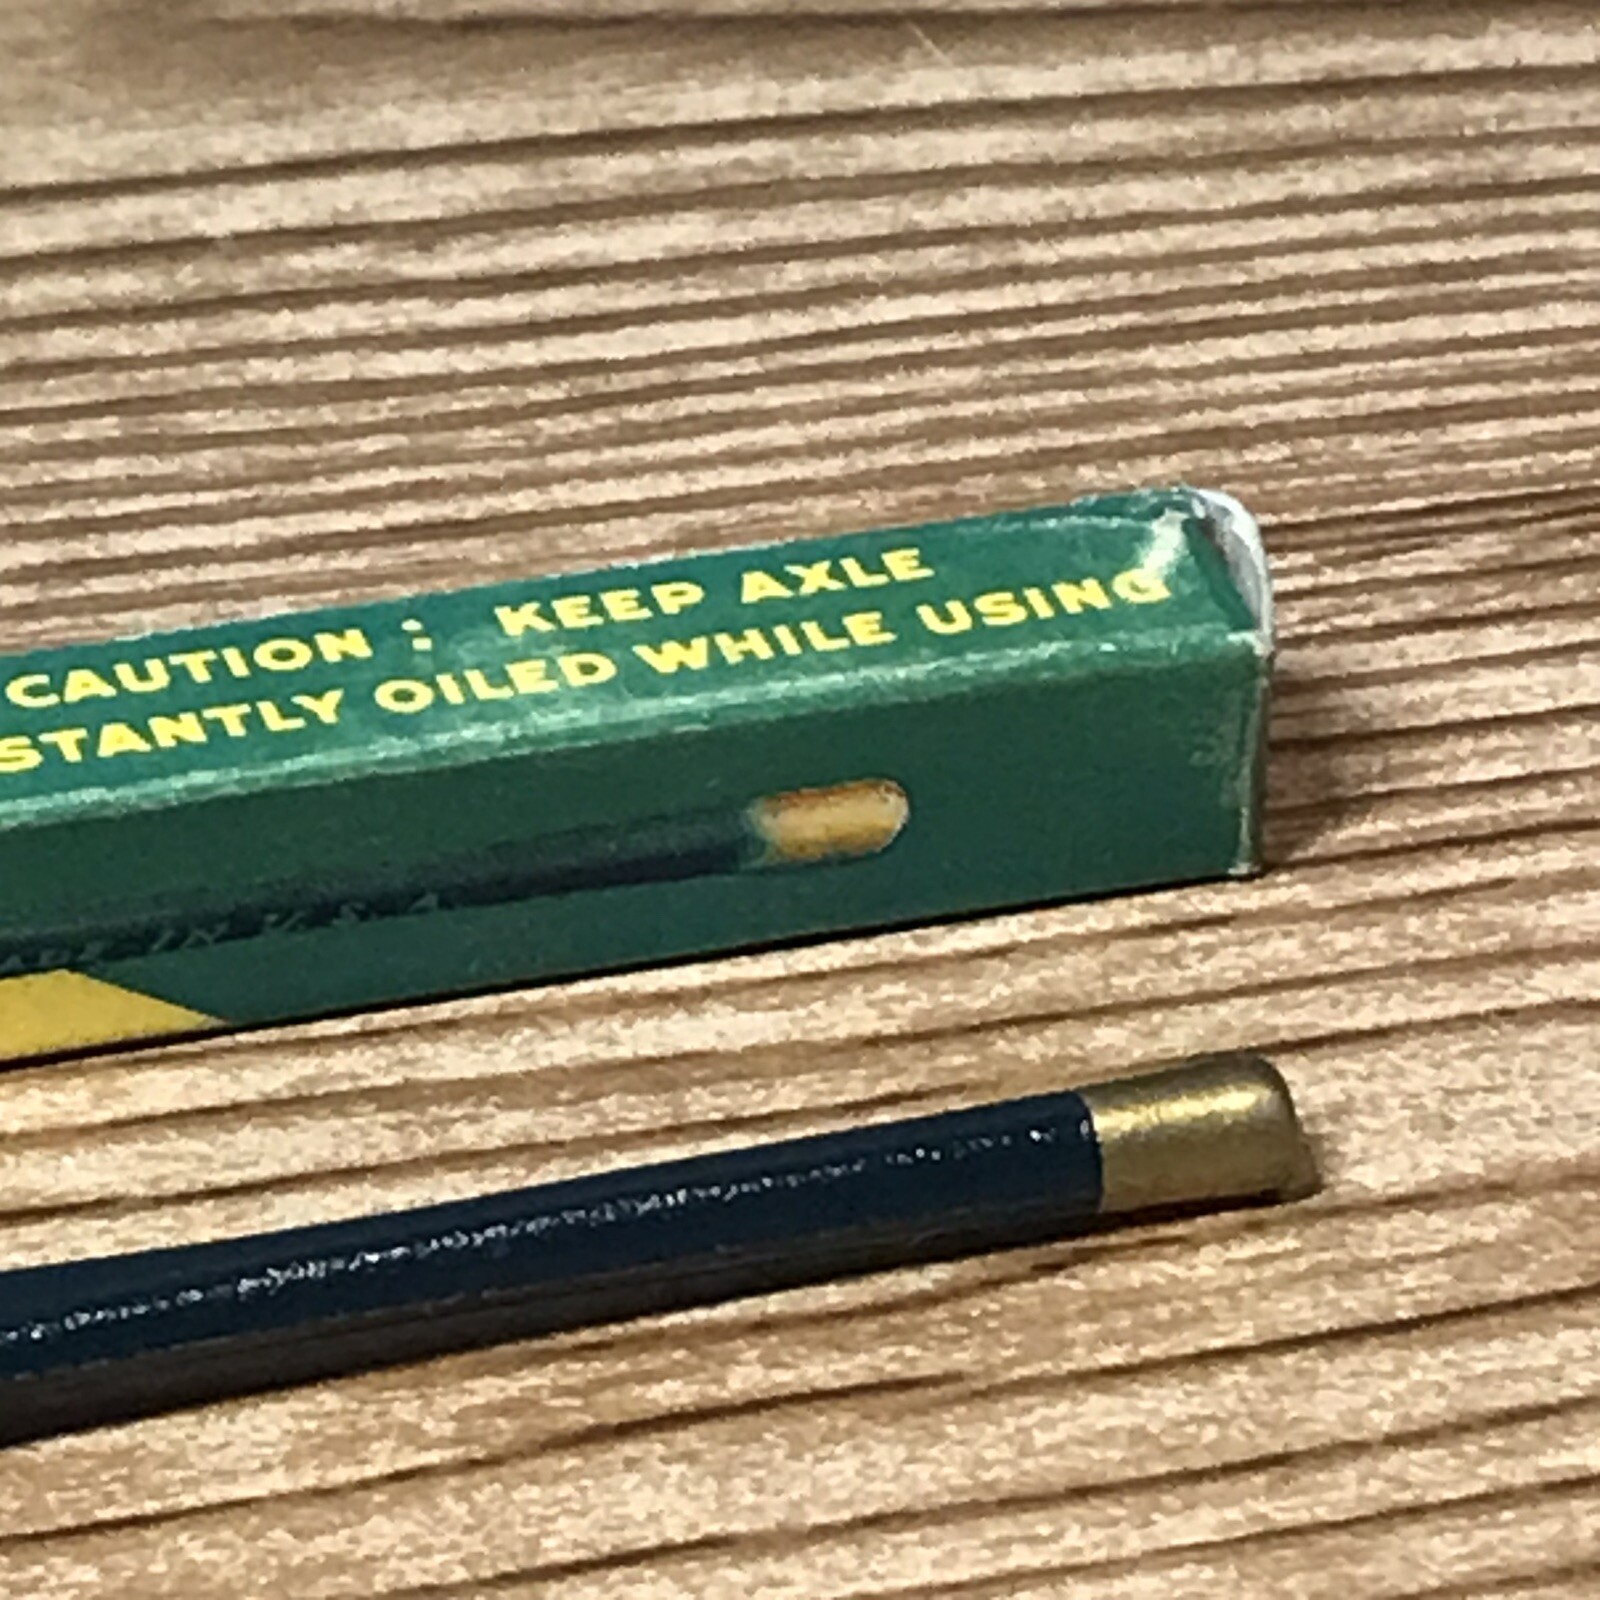 CAUTION : KEEP AXLE
STANTLY OILED WHILE USING